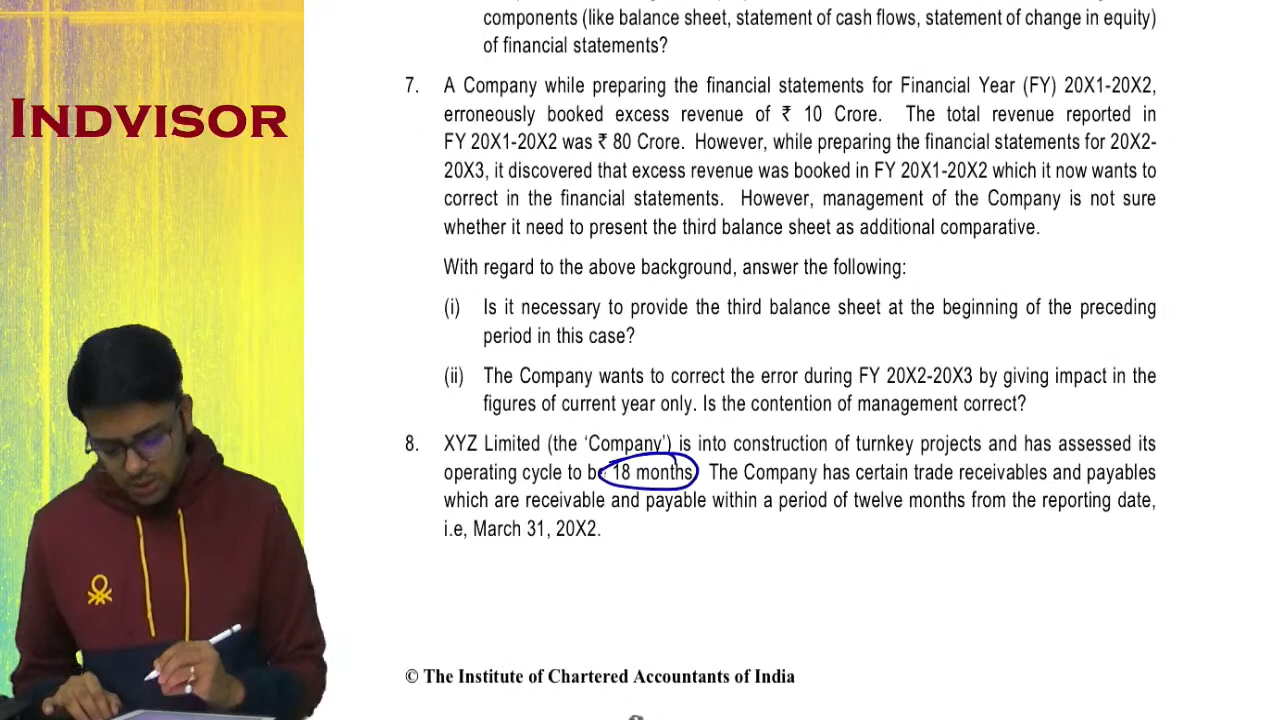 INDVISOR
components (like balance sheet, statement of cash flows, statement of change in equity)
of financial statements?
7. A Company while preparing the financial statements for Financial Year (FY) 20X1-20X2,
erroneously booked excess revenue of ₹ 10 Crore. The total revenue reported in
FY 20X1-20X2 was ₹ 80 Crore. However, while preparing the financial statements for 20X2-
20X3, it discovered that excess revenue was booked in FY 20X1-20X2 which it now wants to
correct in the financial statements. However, management of the Company is not sure
whether it need to present the third balance sheet as additional comparative.
With regard to the above background, answer the following:
(i) Is it necessary to provide the third balance sheet at the beginning of the preceding
period in this case?
(ii) The Company wants to correct the error during FY 20X2-20X3 by giving impact in the
figures of current year only. Is the contention of management correct?
8. XYZ Limited (the ‘Company’) is into construction of turnkey projects and has assessed its
operating cycle to be 18 months. The Company has certain trade receivables and payables
which are receivable and payable within a period of twelve months from the reporting date,
i.e, March 31, 20X2.
© The Institute of Chartered Accountants of India